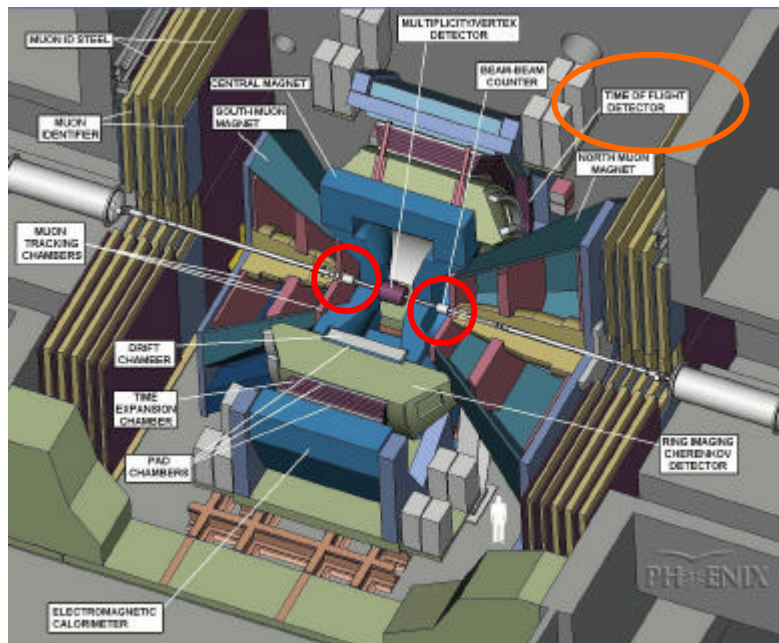 MUON ID STEEL
MULTIPLICITY/VERTEX
DETECTOR
BEAM-BEAM
COUNTER
CENTRAL MAGNET
TIME OF FLIGHT
DETECTOR
SOUTH MUON
MAGNET
MUON
IDENTIFIER
NORTH MUON
MAGNET
MUON
TRACKING
CHAMBERS
DRIFT
CHAMBER
TIME
EXPANSION
CHAMBER
PAD
CHAMBERS
RING IMAGING
CHERENKOV
DETECTOR
ELECTROMAGNETIC
CALORIMETER
PHENIX